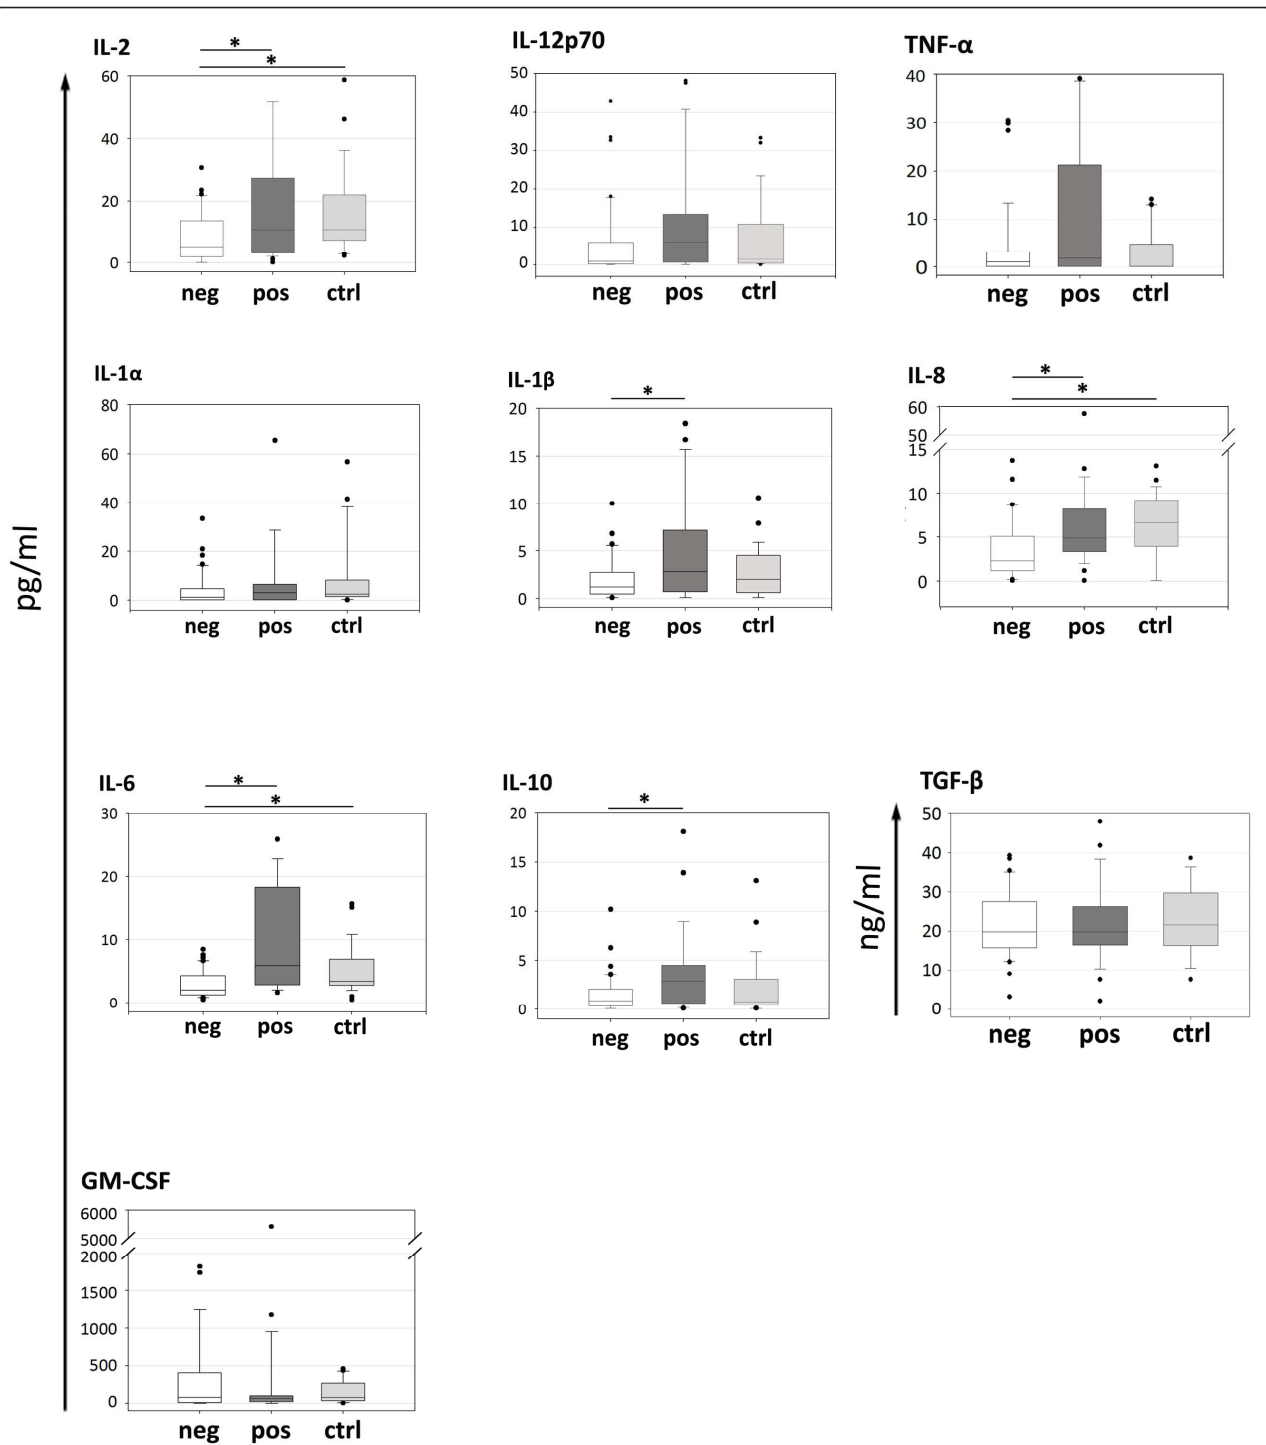 IL-2
*
*
60
40
20
0
neg pos ctrl
IL-12p70
50
40
30
20
10
0
neg pos ctrl
TNF-α
40
30
20
10
0
neg pos ctrl
pg/ml
IL-1α
80
60
40
20
0
neg pos ctrl
IL-1β
*
20
15
10
5
0
neg pos ctrl
IL-8
*
*
60
50
15
10
5
0
neg pos ctrl
IL-6
*
*
30
20
10
0
neg pos ctrl
IL-10
*
20
15
10
5
0
neg pos ctrl
TGF-β
ng/ml
50
40
30
20
10
0
neg pos ctrl
GM-CSF
6000
5000
2000
1500
1000
500
0
neg pos ctrl